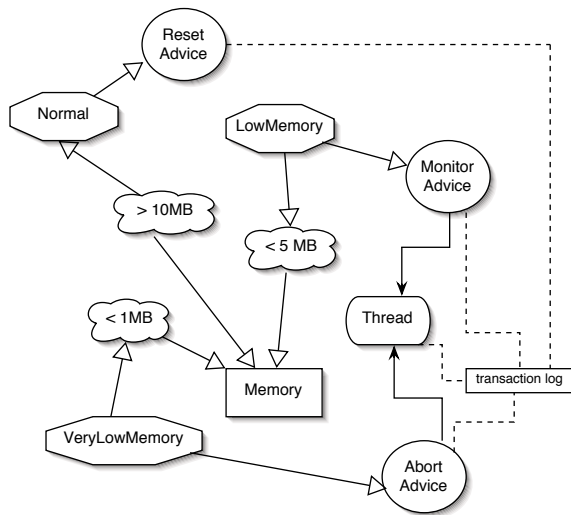 Reset
Advice
Normal
LowMemory
Monitor
Advice
> 10MB
< 5 MB
< 1MB
Thread
Memory
transaction log
VeryLowMemory
Abort
Advice